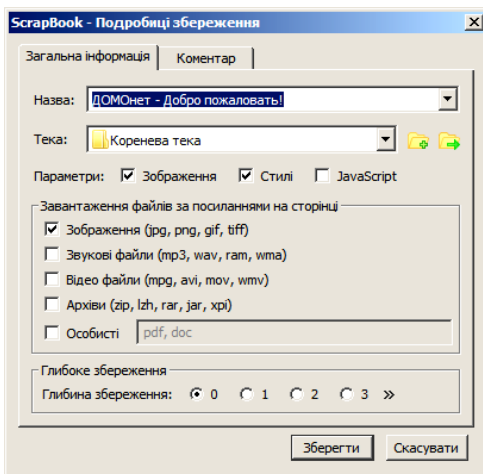 ScrapBook - Подробиці збереження
Загальна інформація Коментар
Назва: ДОМОнет - Добро пожаловать!
Тека: Коренева тека
Параметри: Зображення Стилі JavaScript
Завантаження файлів за посиланнями на сторінці
Зображення (jpg, png, gif, tiff)
Звукові файли (mp3, wav, ram, wma)
Відео файли (mpg, avi, mov, wmv)
Архіви (zip, lzh, rar, jar, xpi)
Особисті pdf, doc
Глибоке збереження
Глибина збереження: 0 1 2 3 »
Зберегти Скасувати